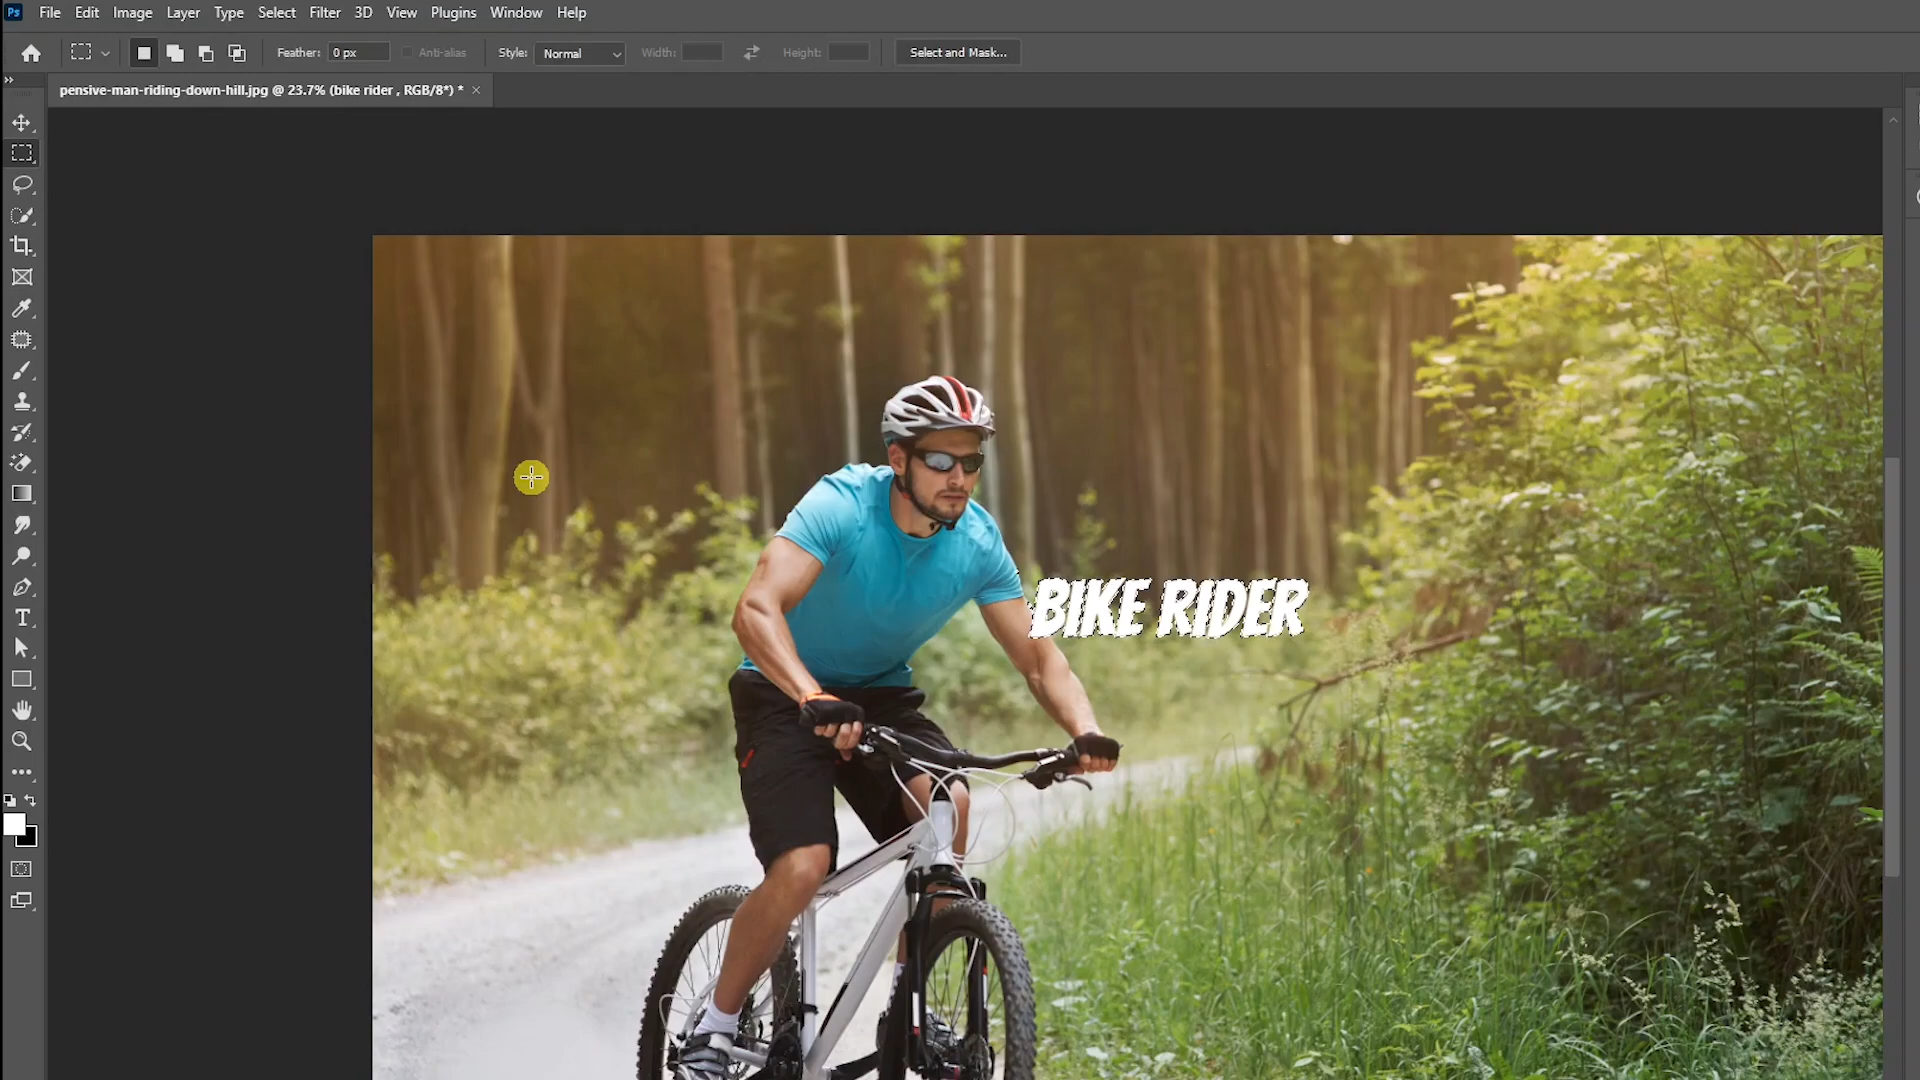 Ps File Edit Image Layer Type Select Filter 3D View Plugins Window Help
Feather: 0 px Anti-alias Style: Normal Width: Height: Select and Mask...
pensive-man-riding-down-hill.jpg @ 23.7% (bike rider , RGB/8*) * ×
BIKE RIDER
T